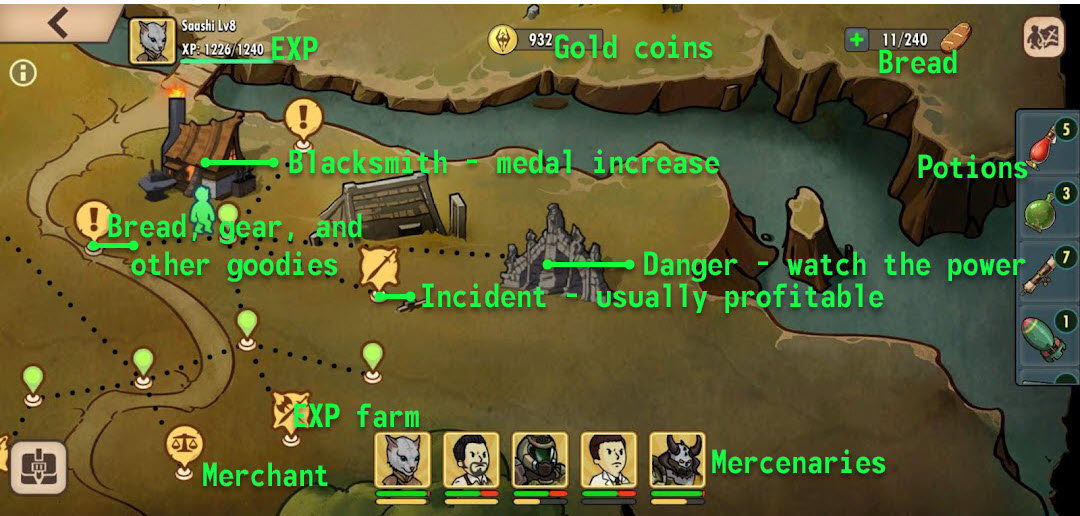 Saashi Lv8
XP: 1226/1240
EXP
932
Gold coins
11/240
Bread
5
Blacksmith - medal increase
Potions
3
Bread, gear, and
other goodies
Danger - watch the power
7
Incident - usually profitable
1
EXP farm
Merchant
Mercenaries